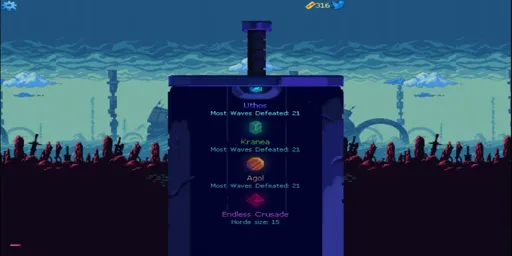 316
Uthos
Most Waves Defeated: 21
Kranea
Most Waves Defeated: 21
Agol
Most Waves Defeated: 21
Endless Crusade
Horde size: 15